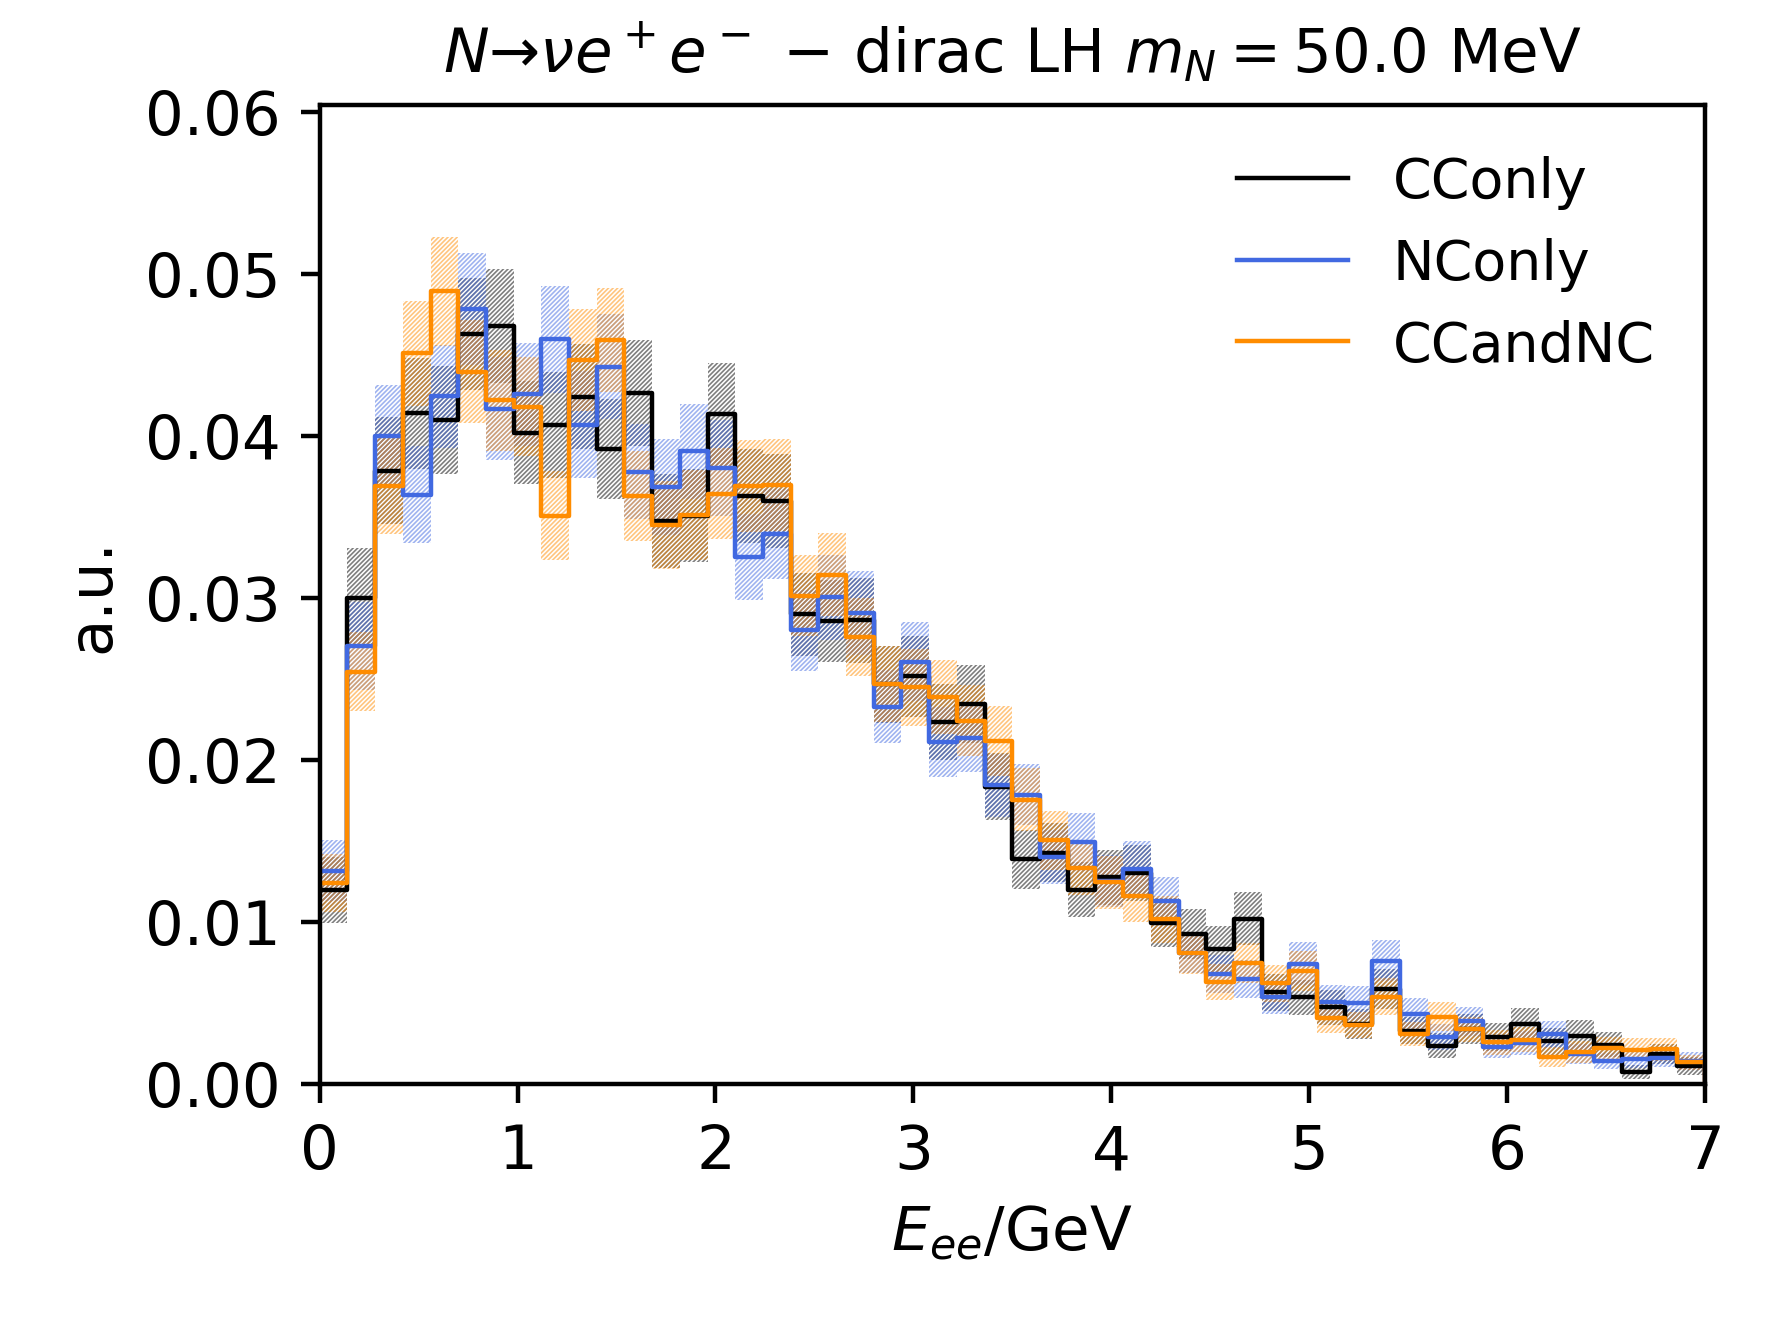 N→νe⁺e⁻ − dirac LH m_N = 50.0 MeV
0.06
0.05
0.04
0.03
0.02
0.01
0.00
a.u.
CConly
NConly
CCandNC
0 1 2 3 4 5 6 7
E_ee/GeV